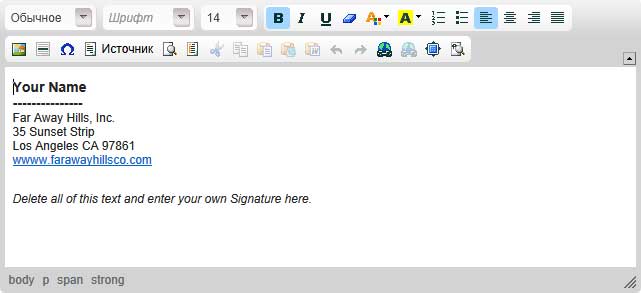 Обычное Шрифт 14 B I U A A
Источник
Your Name
---------------
Far Away Hills, Inc.
35 Sunset Strip
Los Angeles CA 97861
wwww.farawayhillsco.com
Delete all of this text and enter your own Signature here.
body p span strong